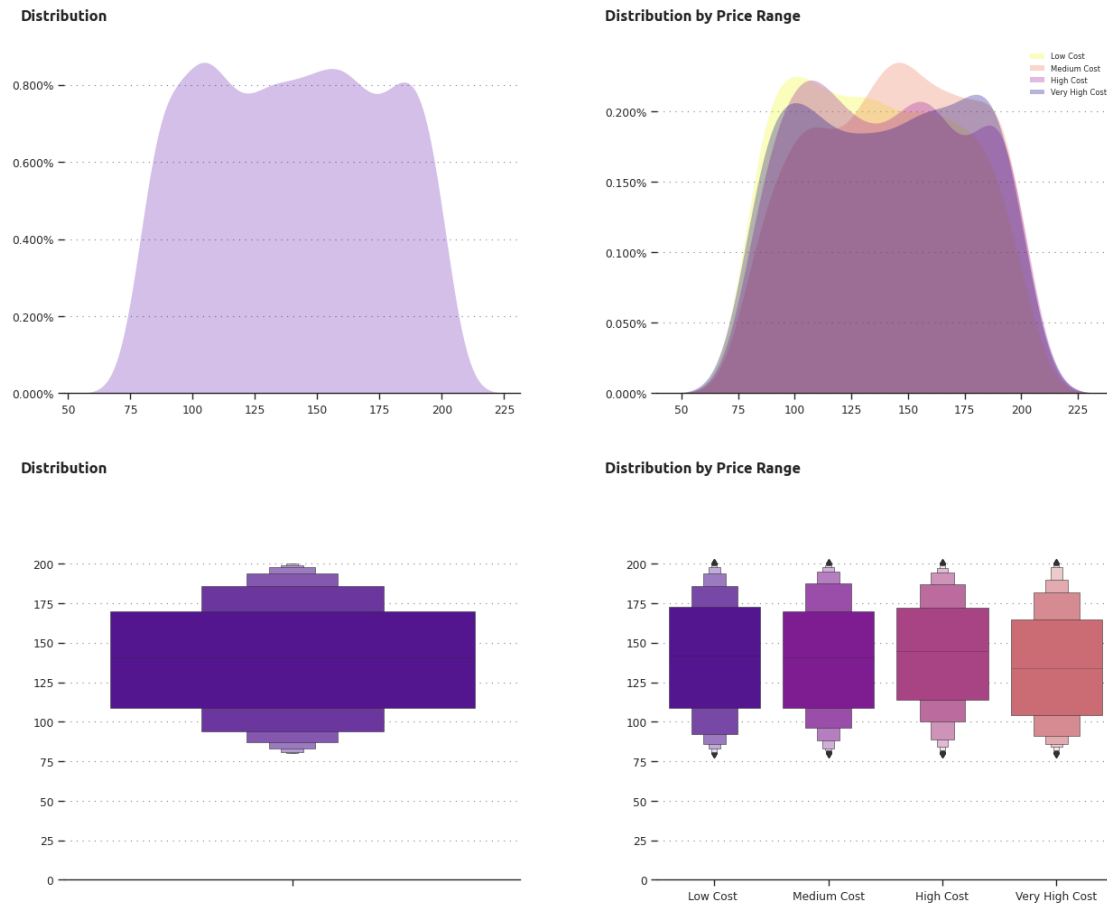 Distribution
0.800%
0.600%
0.400%
0.200%
0.000%
50 75 100 125 150 175 200 225
Distribution by Price Range
Low Cost
Medium Cost
High Cost
Very High Cost
0.200%
0.150%
0.100%
0.050%
0.000%
50 75 100 125 150 175 200 225
Distribution
200
175
150
125
100
75
50
25
0
Distribution by Price Range
200
175
150
125
100
75
50
25
0
Low Cost Medium Cost High Cost Very High Cost